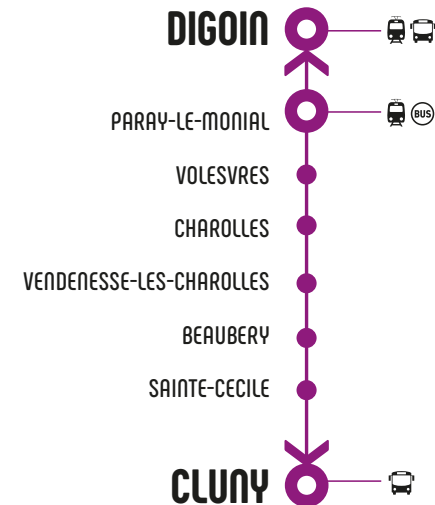 DIGOIN
PARAY-LE-MONIAL
BUS
VOLESVRES
CHAROLLES
VENDENESSE-LES-CHAROLLES
BEAUBERY
SAINTE-CECILE
CLUNY